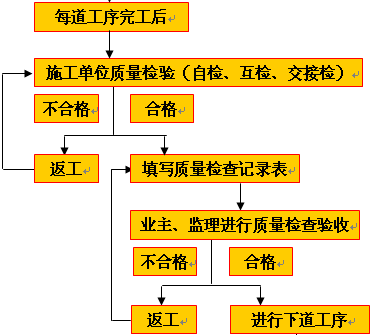 每道工序完工后
施工单位质量检验（自检、互检、交接检）
不合格
合格
返工
填写质量检查记录表
业主、监理进行质量检查验收
不合格
合格
返工
进行下道工序